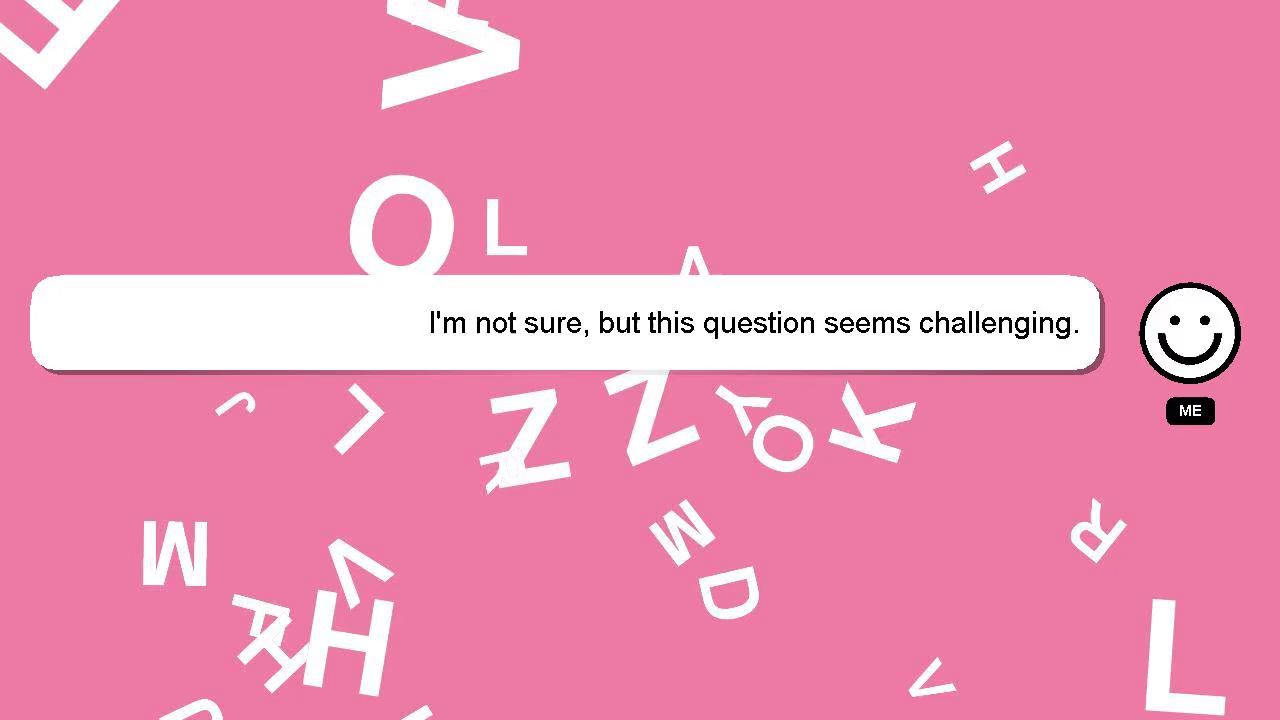 V
H
O L
A
I'm not sure, but this question seems challenging.
ME
J L Z Z Y O K
M V M D R
H H L
V